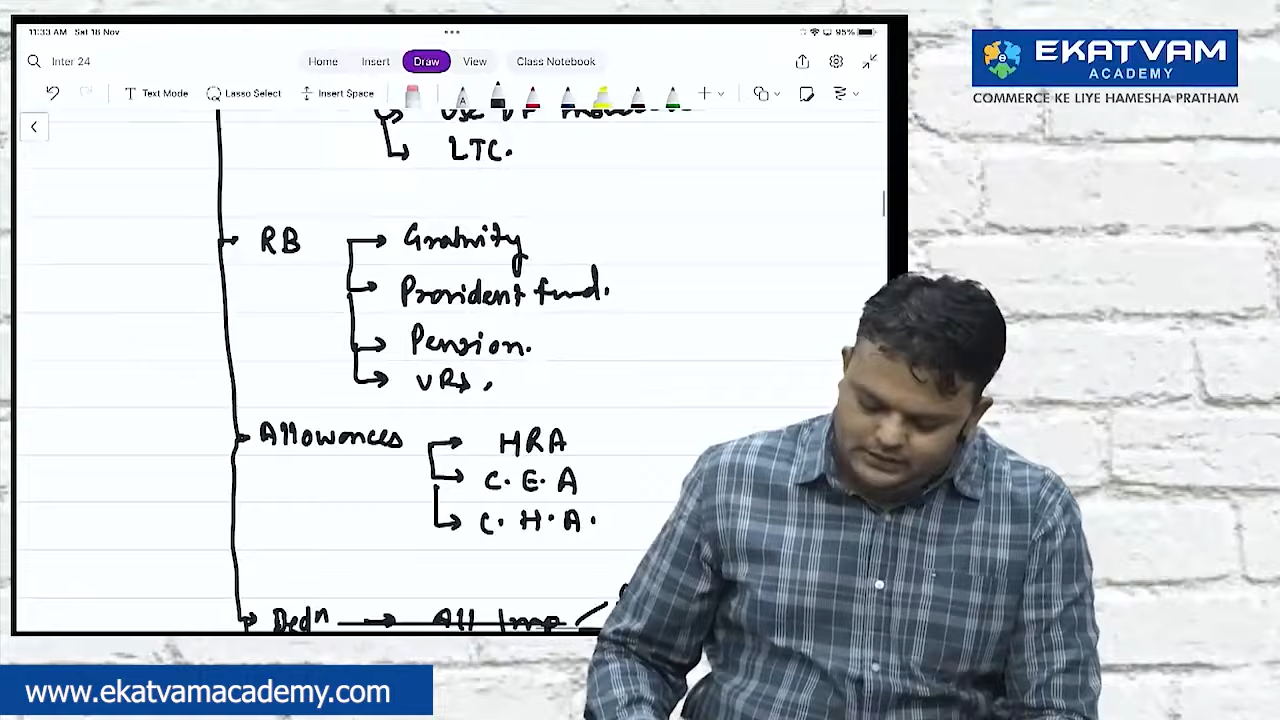 11:33 AM Sat 18 Nov
95%
Inter 24
Home Insert Draw View Class Notebook
Text Mode Lasso Select Insert Space
LTC.
RB
Gratuity
Provident fund.
Pension.
VRS.
Allowances
HRA
C.E.A
C.H.A.
Dedn All Imp
EKATVAM
ACADEMY
COMMERCE KE LIYE HAMESHA PRATHAM
www.ekatvamacademy.com